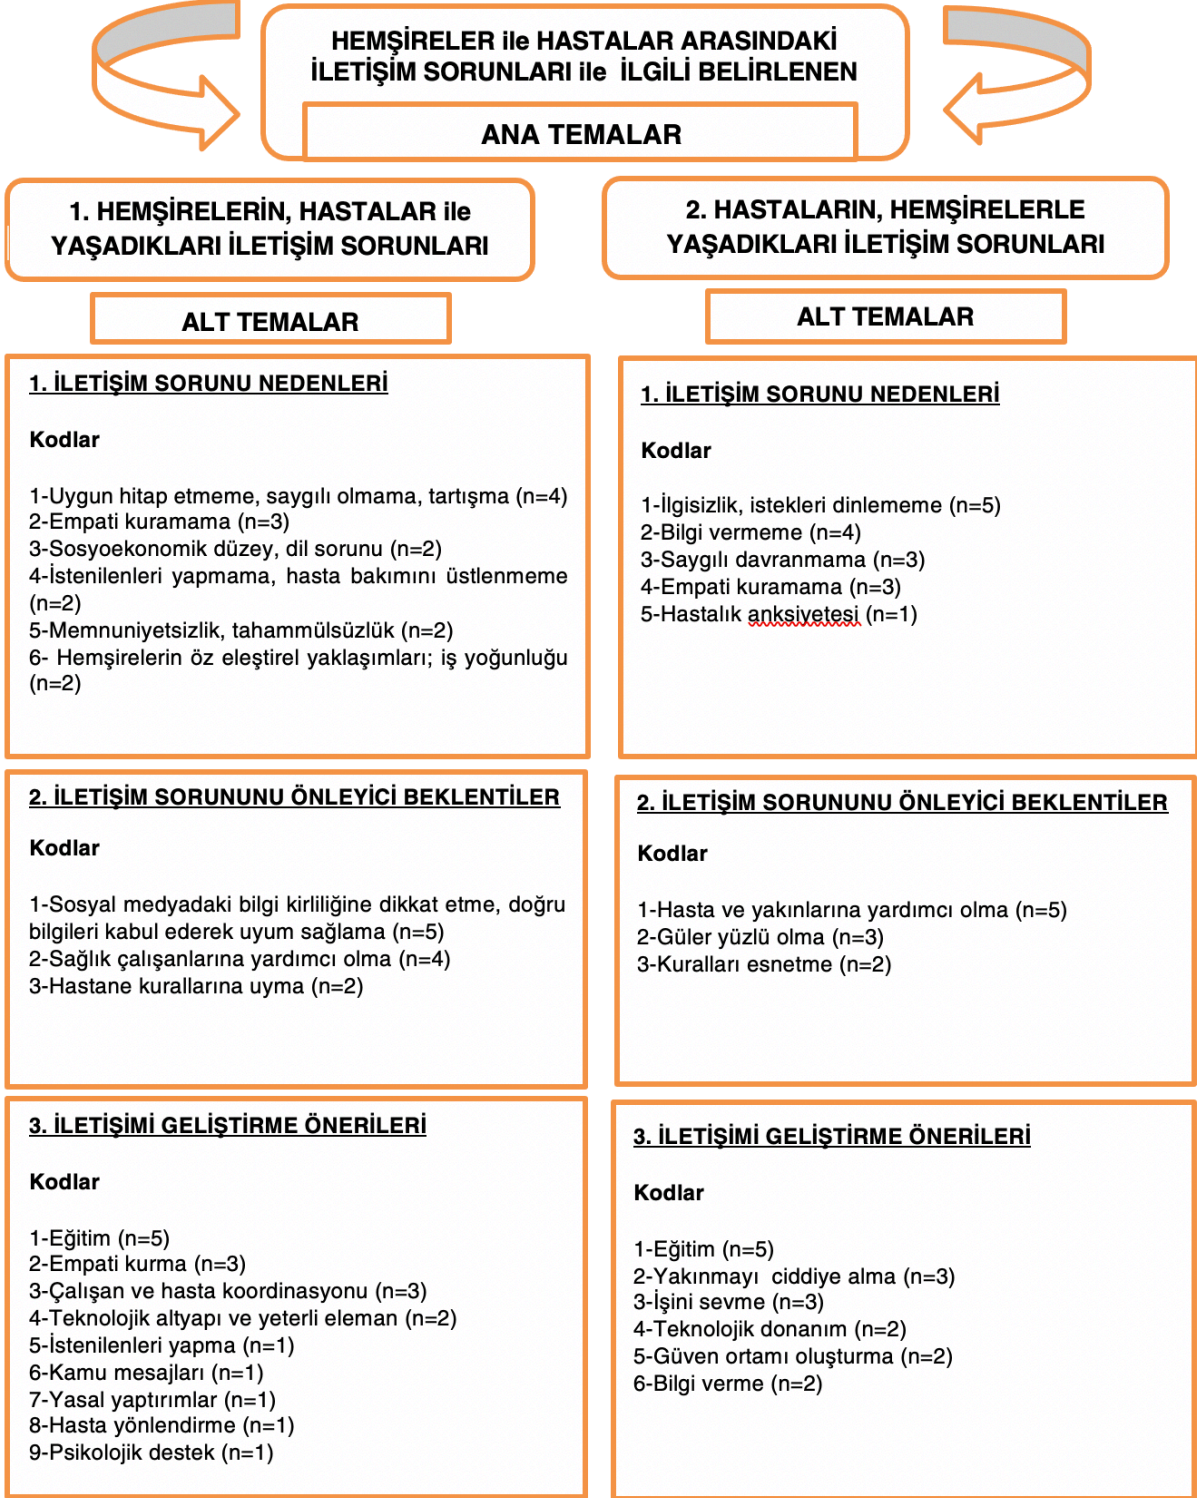 HEMŞİRELER ile HASTALAR ARASINDAKİ
İLETİŞİM SORUNLARI ile İLGİLİ BELİRLENEN
ANA TEMALAR
1. HEMŞİRELERİN, HASTALAR ile
YAŞADIKLARI İLETİŞİM SORUNLARI
ALT TEMALAR
1. İLETİŞİM SORUNU NEDENLERİ
Kodlar
1-Uygun hitap etmeme, saygılı olmama, tartışma (n=4)
2-Empati kuramama (n=3)
3-Sosyoekonomik düzey, dil sorunu (n=2)
4-İstenilenleri yapmama, hasta bakımını üstlenmeme
(n=2)
5-Memnuniyetsizlik, tahammülsüzlük (n=2)
6- Hemşirelerin öz eleştirel yaklaşımları; iş yoğunluğu
(n=2)
2. İLETİŞİM SORUNUNU ÖNLEYİCİ BEKLENTİLER
Kodlar
1-Sosyal medyadaki bilgi kirliliğine dikkat etme, doğru
bilgileri kabul ederek uyum sağlama (n=5)
2-Sağlık çalışanlarına yardımcı olma (n=4)
3-Hastane kurallarına uyma (n=2)
3. İLETİŞİMİ GELİŞTİRME ÖNERİLERİ
Kodlar
1-Eğitim (n=5)
2-Empati kurma (n=3)
3-Çalışan ve hasta koordinasyonu (n=3)
4-Teknolojik altyapı ve yeterli eleman (n=2)
5-İstenilenleri yapma (n=1)
6-Kamu mesajları (n=1)
7-Yasal yaptırımlar (n=1)
8-Hasta yönlendirme (n=1)
9-Psikolojik destek (n=1)
2. HASTALARIN, HEMŞİRELERLE
YAŞADIKLARI İLETİŞİM SORUNLARI
ALT TEMALAR
1. İLETİŞİM SORUNU NEDENLERİ
Kodlar
1-İlgisizlik, istekleri dinlememe (n=5)
2-Bilgi vermeme (n=4)
3-Saygılı davranmama (n=3)
4-Empati kuramama (n=3)
5-Hastalık anksiyetesi (n=1)
2. İLETİŞİM SORUNUNU ÖNLEYİCİ BEKLENTİLER
Kodlar
1-Hasta ve yakınlarına yardımcı olma (n=5)
2-Güler yüzlü olma (n=3)
3-Kuralları esnetme (n=2)
3. İLETİŞİMİ GELİŞTİRME ÖNERİLERİ
Kodlar
1-Eğitim (n=5)
2-Yakınmayı  ciddiye alma (n=3)
3-İşini sevme (n=3)
4-Teknolojik donanım (n=2)
5-Güven ortamı oluşturma (n=2)
6-Bilgi verme (n=2)